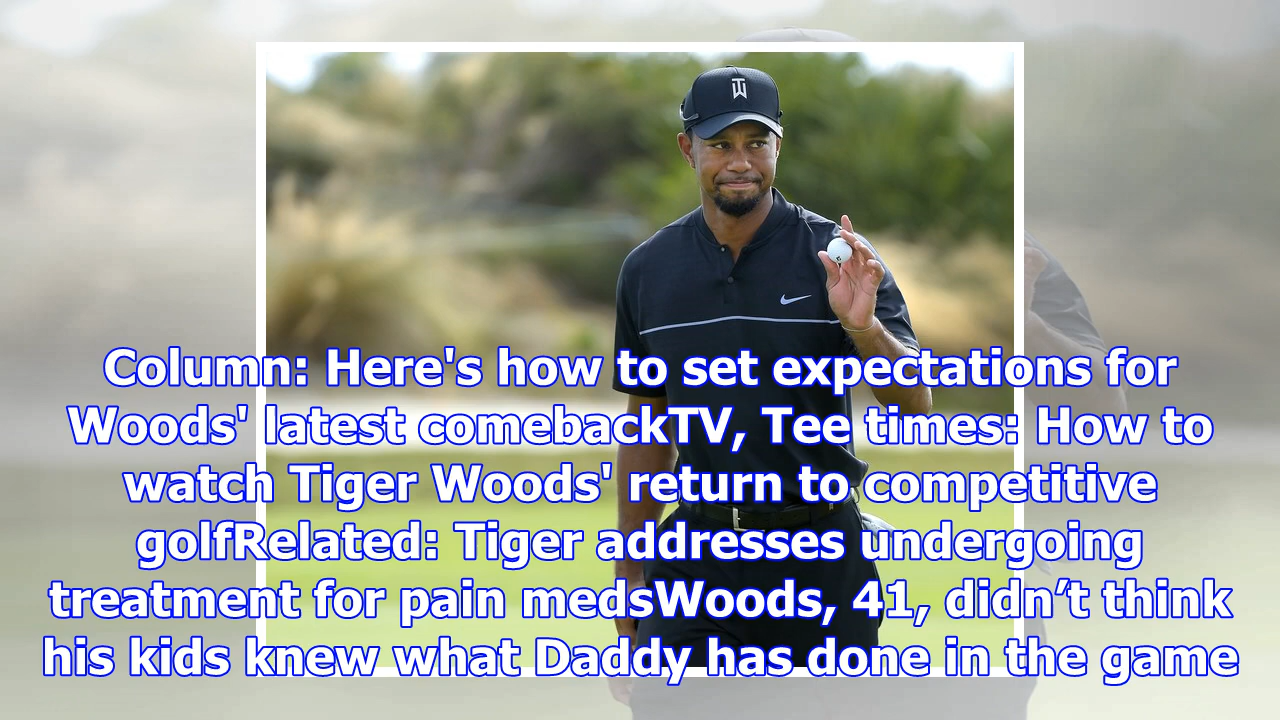 TW
Column: Here's how to set expectations for
Woods' latest comebackTV, Tee times: How to
watch Tiger Woods' return to competitive
golfRelated: Tiger addresses undergoing
treatment for pain medsWoods, 41, didn’t think
his kids knew what Daddy has done in the game